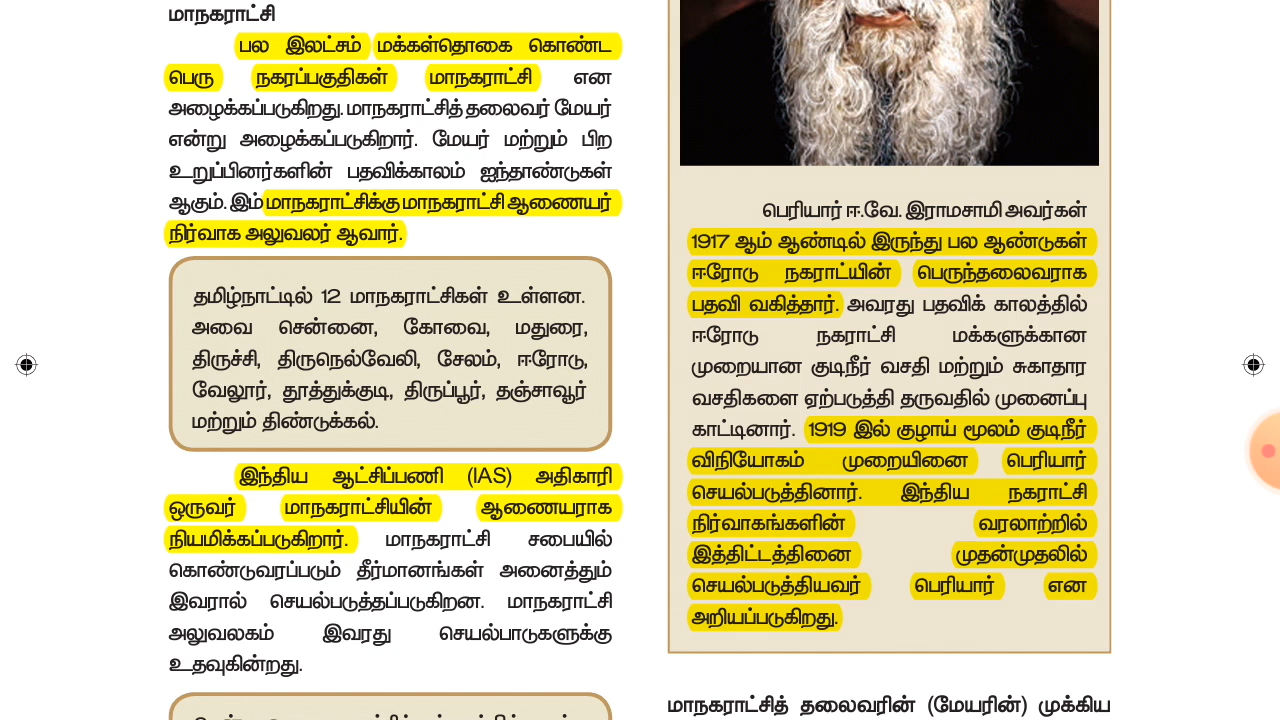 மாநகராட்சி
பல இலட்சம் மக்கள்தொகை கொண்ட
பெரு நகரப்பகுதிகள் மாநகராட்சி என
அழைக்கப்படுகிறது. மாநகராட்சித் தலைவர் மேயர்
என்று அழைக்கப்படுகிறார். மேயர் மற்றும் பிற
உறுப்பினர்களின் பதவிக்காலம் ஐந்தாண்டுகள்
ஆகும். இம் மாநகராட்சிக்கு மாநகராட்சி ஆணையர்
நிர்வாக அலுவலர் ஆவார்.
தமிழ்நாட்டில் 12 மாநகராட்சிகள் உள்ளன.
அவை சென்னை, கோவை, மதுரை,
திருச்சி, திருநெல்வேலி, சேலம், ஈரோடு,
வேலூர், தூத்துக்குடி, திருப்பூர், தஞ்சாவூர்
மற்றும் திண்டுக்கல்.
இந்திய ஆட்சிப்பணி (IAS) அதிகாரி
ஒருவர் மாநகராட்சியின் ஆணையராக
நியமிக்கப்படுகிறார். மாநகராட்சி சபையில்
கொண்டுவரப்படும் தீர்மானங்கள் அனைத்தும்
இவரால் செயல்படுத்தப்படுகிறன. மாநகராட்சி
அலுவலகம் இவரது செயல்பாடுகளுக்கு
உதவுகின்றது.
பெரியார் ஈ.வே. இராமசாமி அவர்கள்
1917 ஆம் ஆண்டில் இருந்து பல ஆண்டுகள்
ஈரோடு நகராட்யின் பெருந்தலைவராக
பதவி வகித்தார். அவரது பதவிக் காலத்தில்
ஈரோடு நகராட்சி மக்களுக்கான
முறையான குடிநீர் வசதி மற்றும் சுகாதார
வசதிகளை ஏற்படுத்தி தருவதில் முனைப்பு
காட்டினார். 1919 இல் குழாய் மூலம் குடிநீர்
விநியோகம் முறையினை பெரியார்
செயல்படுத்தினார். இந்திய நகராட்சி
நிர்வாகங்களின் வரலாற்றில்
இத்திட்டத்தினை முதன்முதலில்
செயல்படுத்தியவர் பெரியார் என
அறியப்படுகிறது.
மாநகராட்சித் தலைவரின் (மேயரின்) முக்கிய